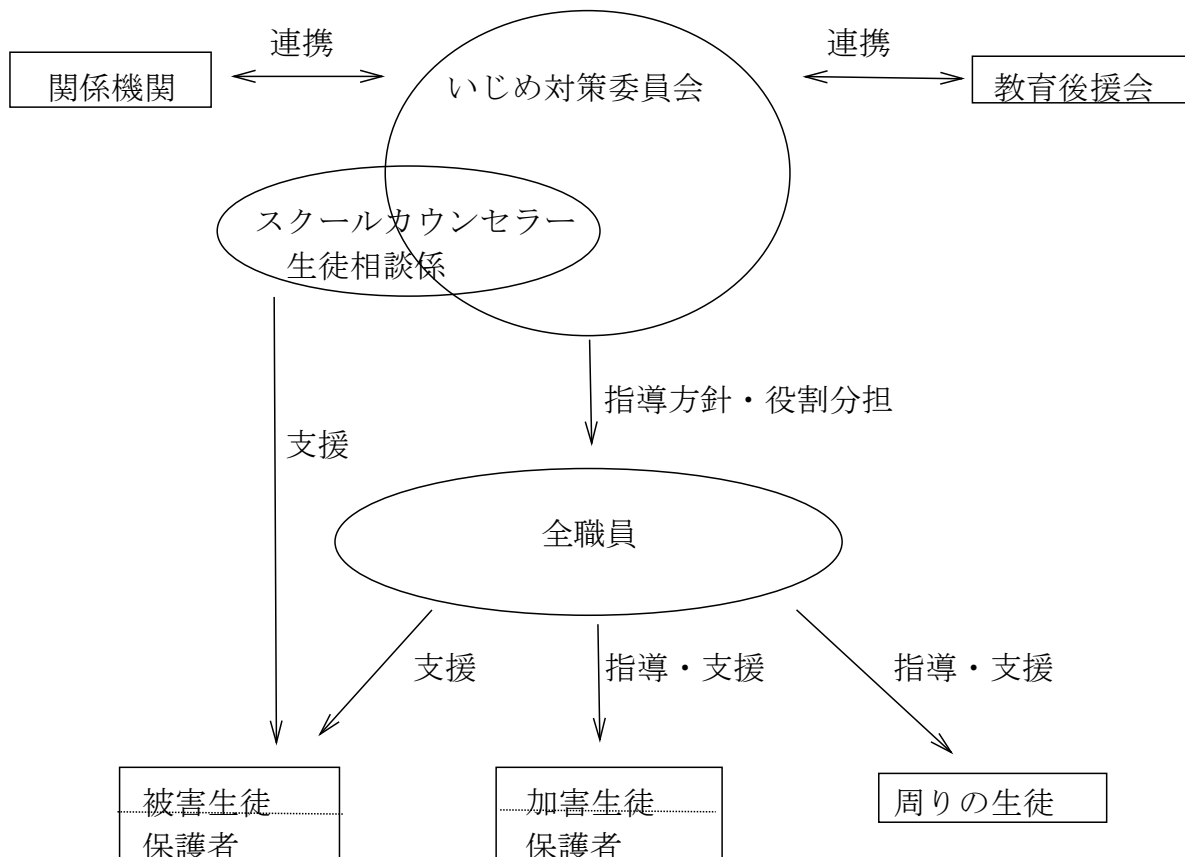 連携
連携
関係機関
いじめ対策委員会
教育後援会
スクールカウンセラー
生徒相談係
指導方針・役割分担
支援
全職員
支援
指導・支援
指導・支援
被害生徒
保護者
加害生徒
保護者
周りの生徒